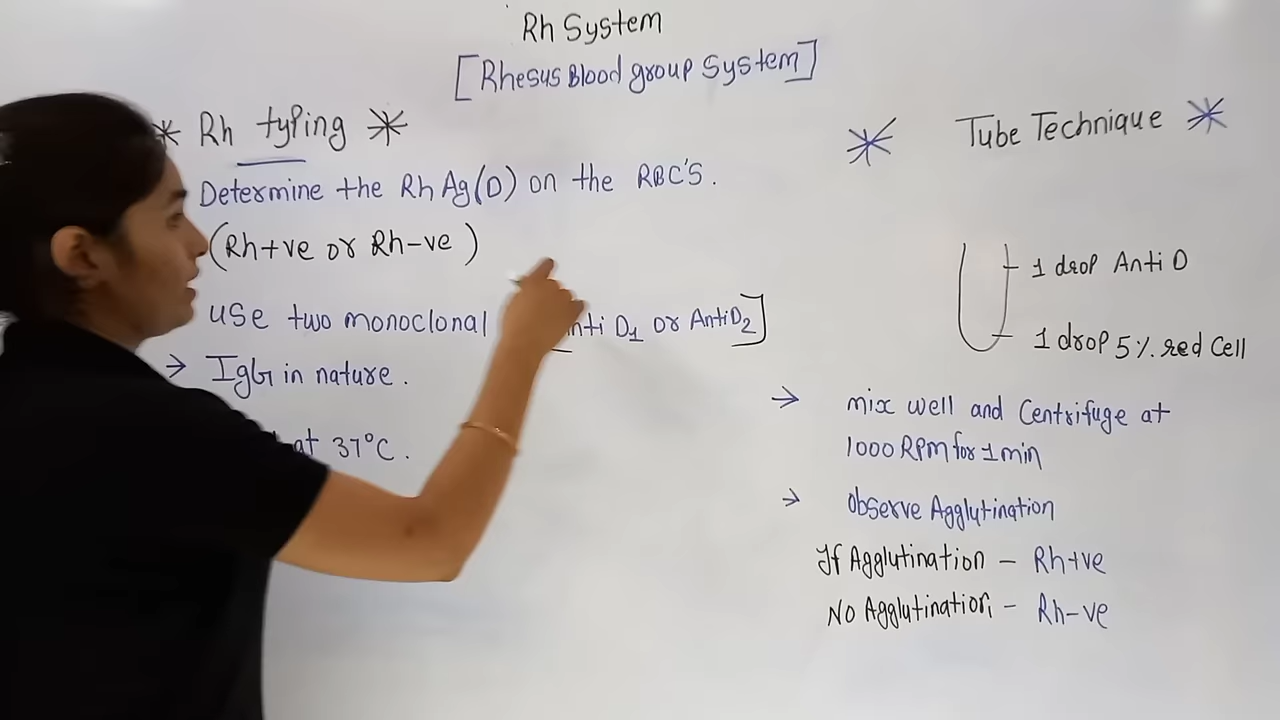 Rh System
[Rhesus Blood group System]
* Rh typing *
Determine the Rh Ag(D) on the RBC'S.
(Rh+ve or Rh-ve)
use two monoclonal D1 or AntiD2]
→ IgG in nature.
at 37°C.
* Tube Technique *
1 drop Anti D
1 drop 5% red Cell
→ mix well and Centrifuge at
1000 RPM for 1 min
→ Observe Agglutination
If Agglutination - Rh+ve
No Agglutination - Rh-ve